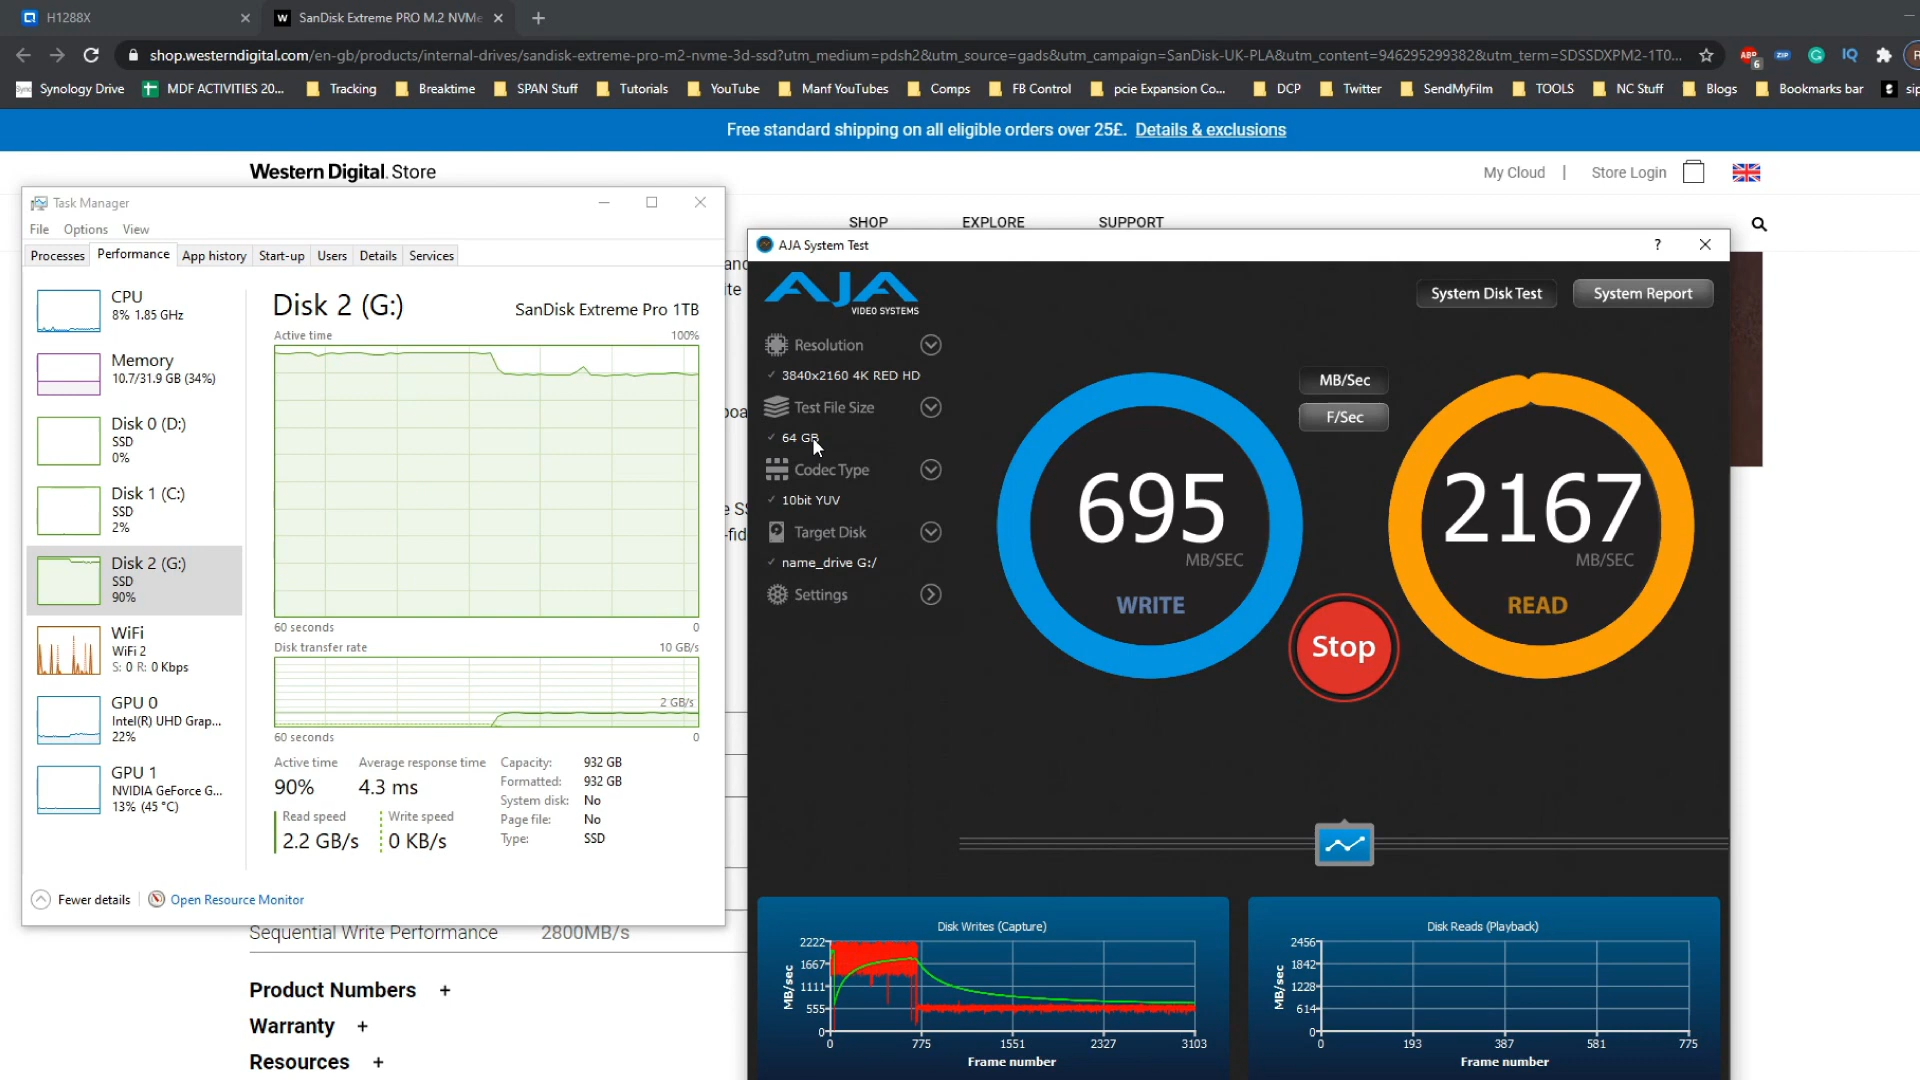 H1288X
SanDisk Extreme PRO M.2 NVMe
shop.westerndigital.com/en-gb/products/internal-drives/sandisk-extreme-pro-m2-nvme-3d-ssd?utm_medium=pdsh2&utm_source=gads&utm_campaign=SanDisk-UK-PLA&utm_content=946295299382&utm_term=SDSSDXPM2-1T0...
Synology Drive MDF ACTIVITIES 20... Tracking Breaktime SPAN Stuff Tutorials YouTube Manf YouTubes Comps FB Control pcie Expansion Co... DCP Twitter SendMyFilm TOOLS NC Stuff Blogs Bookmarks bar sip
Free standard shipping on all eligible orders over 25£. Details & exclusions
Western Digital. Store
My Cloud | Store Login
SHOP EXPLORE SUPPORT
Task Manager
File Options View
Processes Performance App history Start-up Users Details Services
CPU
8% 1.85 GHz
Memory
10.7/31.9 GB (34%)
Disk 0 (D:)
SSD
0%
Disk 1 (C:)
SSD
2%
Disk 2 (G:)
SSD
90%
WiFi
WiFi 2
S: 0 R: 0 Kbps
GPU 0
Intel(R) UHD Grap...
22%
GPU 1
NVIDIA GeForce G...
13% (45 °C)
Disk 2 (G:)
SanDisk Extreme Pro 1TB
Active time 100%
60 seconds 0
Disk transfer rate 10 GB/s
2 GB/s
60 seconds 0
Active time
90%
Average response time
4.3 ms
Read speed
2.2 GB/s
Write speed
0 KB/s
Capacity: 932 GB
Formatted: 932 GB
System disk: No
Page file: No
Type: SSD
Fewer details
Open Resource Monitor
AJA System Test
?
AJA
VIDEO SYSTEMS
System Disk Test
System Report
Resolution
3840x2160 4K RED HD
Test File Size
64 GB
Codec Type
10bit YUV
Target Disk
name_drive G:/
Settings
MB/Sec
F/Sec
695
MB/SEC
WRITE
2167
MB/SEC
READ
Stop
Disk Writes (Capture)
MB/sec
2222
1667
1111
555
0
0 775 1551 2327 3103
Frame number
Disk Reads (Playback)
MB/sec
2456
1842
1228
614
0
0 193 387 581 775
Frame number
Sequential Write Performance 2800MB/s
Product Numbers +
Warranty +
Resources +